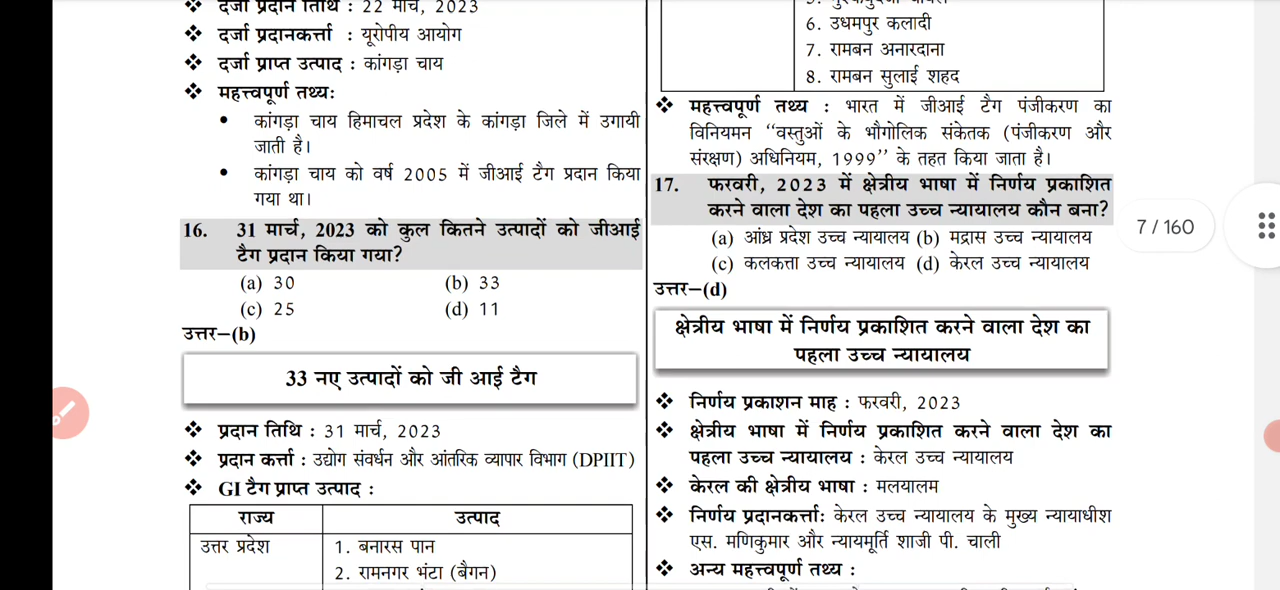 ❖ दर्जा प्रदान तिथि : 22 मार्च, 2023
❖ दर्जा प्रदानकर्त्ता : यूरोपीय आयोग
❖ दर्जा प्राप्त उत्पाद : कांगड़ा चाय
❖ महत्त्वपूर्ण तथ्यः
• कांगड़ा चाय हिमाचल प्रदेश के कांगड़ा जिले में उगायी
जाती है।
• कांगड़ा चाय को वर्ष 2005 में जीआई टैग प्रदान किया
गया था।
16. 31 मार्च, 2023 को कुल कितने उत्पादों को जीआई
टैग प्रदान किया गया?
(a) 30 (b) 33
(c) 25 (d) 11
उत्तर–(b)
33 नए उत्पादों को जी आई टैग
❖ प्रदान तिथि : 31 मार्च, 2023
❖ प्रदान कर्त्ता : उद्योग संवर्धन और आंतरिक व्यापार विभाग (DPIIT)
❖ GI टैग प्राप्त उत्पाद :
राज्य उत्पाद
उत्तर प्रदेश 1. बनारस पान
2. रामनगर भंटा (बैगन)
6. उधमपुर कलादी
7. रामबन अनारदाना
8. रामबन सुलाई शहद
❖ महत्त्वपूर्ण तथ्य : भारत में जीआई टैग पंजीकरण का
विनियमन “वस्तुओं के भौगोलिक संकेतक (पंजीकरण और
संरक्षण) अधिनियम, 1999” के तहत किया जाता है।
17. फरवरी, 2023 में क्षेत्रीय भाषा में निर्णय प्रकाशित
करने वाला देश का पहला उच्च न्यायालय कौन बना?
(a) आंध्र प्रदेश उच्च न्यायालय (b) मद्रास उच्च न्यायालय
(c) कलकत्ता उच्च न्यायालय (d) केरल उच्च न्यायालय
उत्तर–(d)
क्षेत्रीय भाषा में निर्णय प्रकाशित करने वाला देश का
पहला उच्च न्यायालय
❖ निर्णय प्रकाशन माह : फरवरी, 2023
❖ क्षेत्रीय भाषा में निर्णय प्रकाशित करने वाला देश का
पहला उच्च न्यायालय : केरल उच्च न्यायालय
❖ केरल की क्षेत्रीय भाषा : मलयालम
❖ निर्णय प्रदानकर्त्ताः केरल उच्च न्यायालय के मुख्य न्यायाधीश
एस. मणिकुमार और न्यायमूर्ति शाजी पी. चाली
❖ अन्य महत्त्वपूर्ण तथ्य :
7 / 160